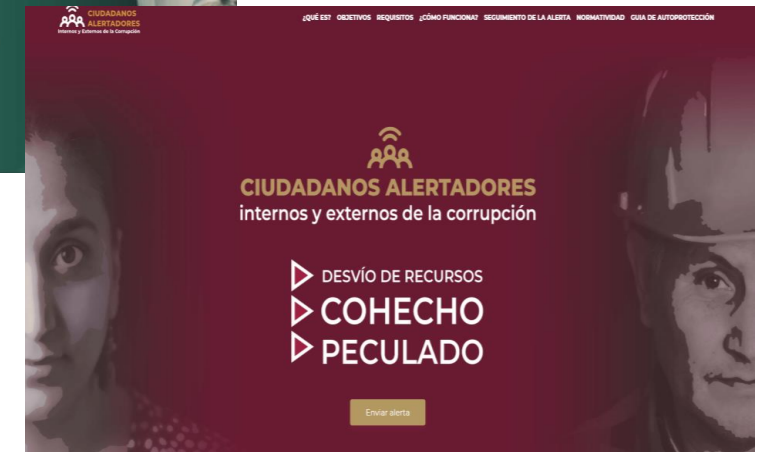 CIUDADANOS
ALERTADORES
Internos y Externos de la Corrupción
¿QUÉ ES? OBJETIVOS REQUISITOS ¿CÓMO FUNCIONA? SEGUIMIENTO DE LA ALERTA NORMATIVIDAD GUIA DE AUTOPROTECCIÓN
CIUDADANOS ALERTADORES
internos y externos de la corrupción
DESVÍO DE RECURSOS
COHECHO
PECULADO
Enviar alerta